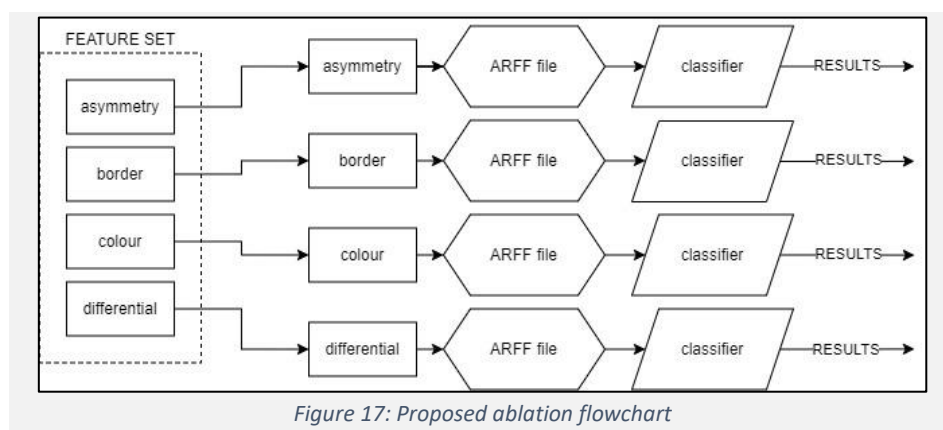 FEATURE SET
asymmetry
border
colour
differential
asymmetry ARFF file classifier RESULTS
border ARFF file classifier RESULTS
colour ARFF file classifier RESULTS
differential ARFF file classifier RESULTS
Figure 17: Proposed ablation flowchart